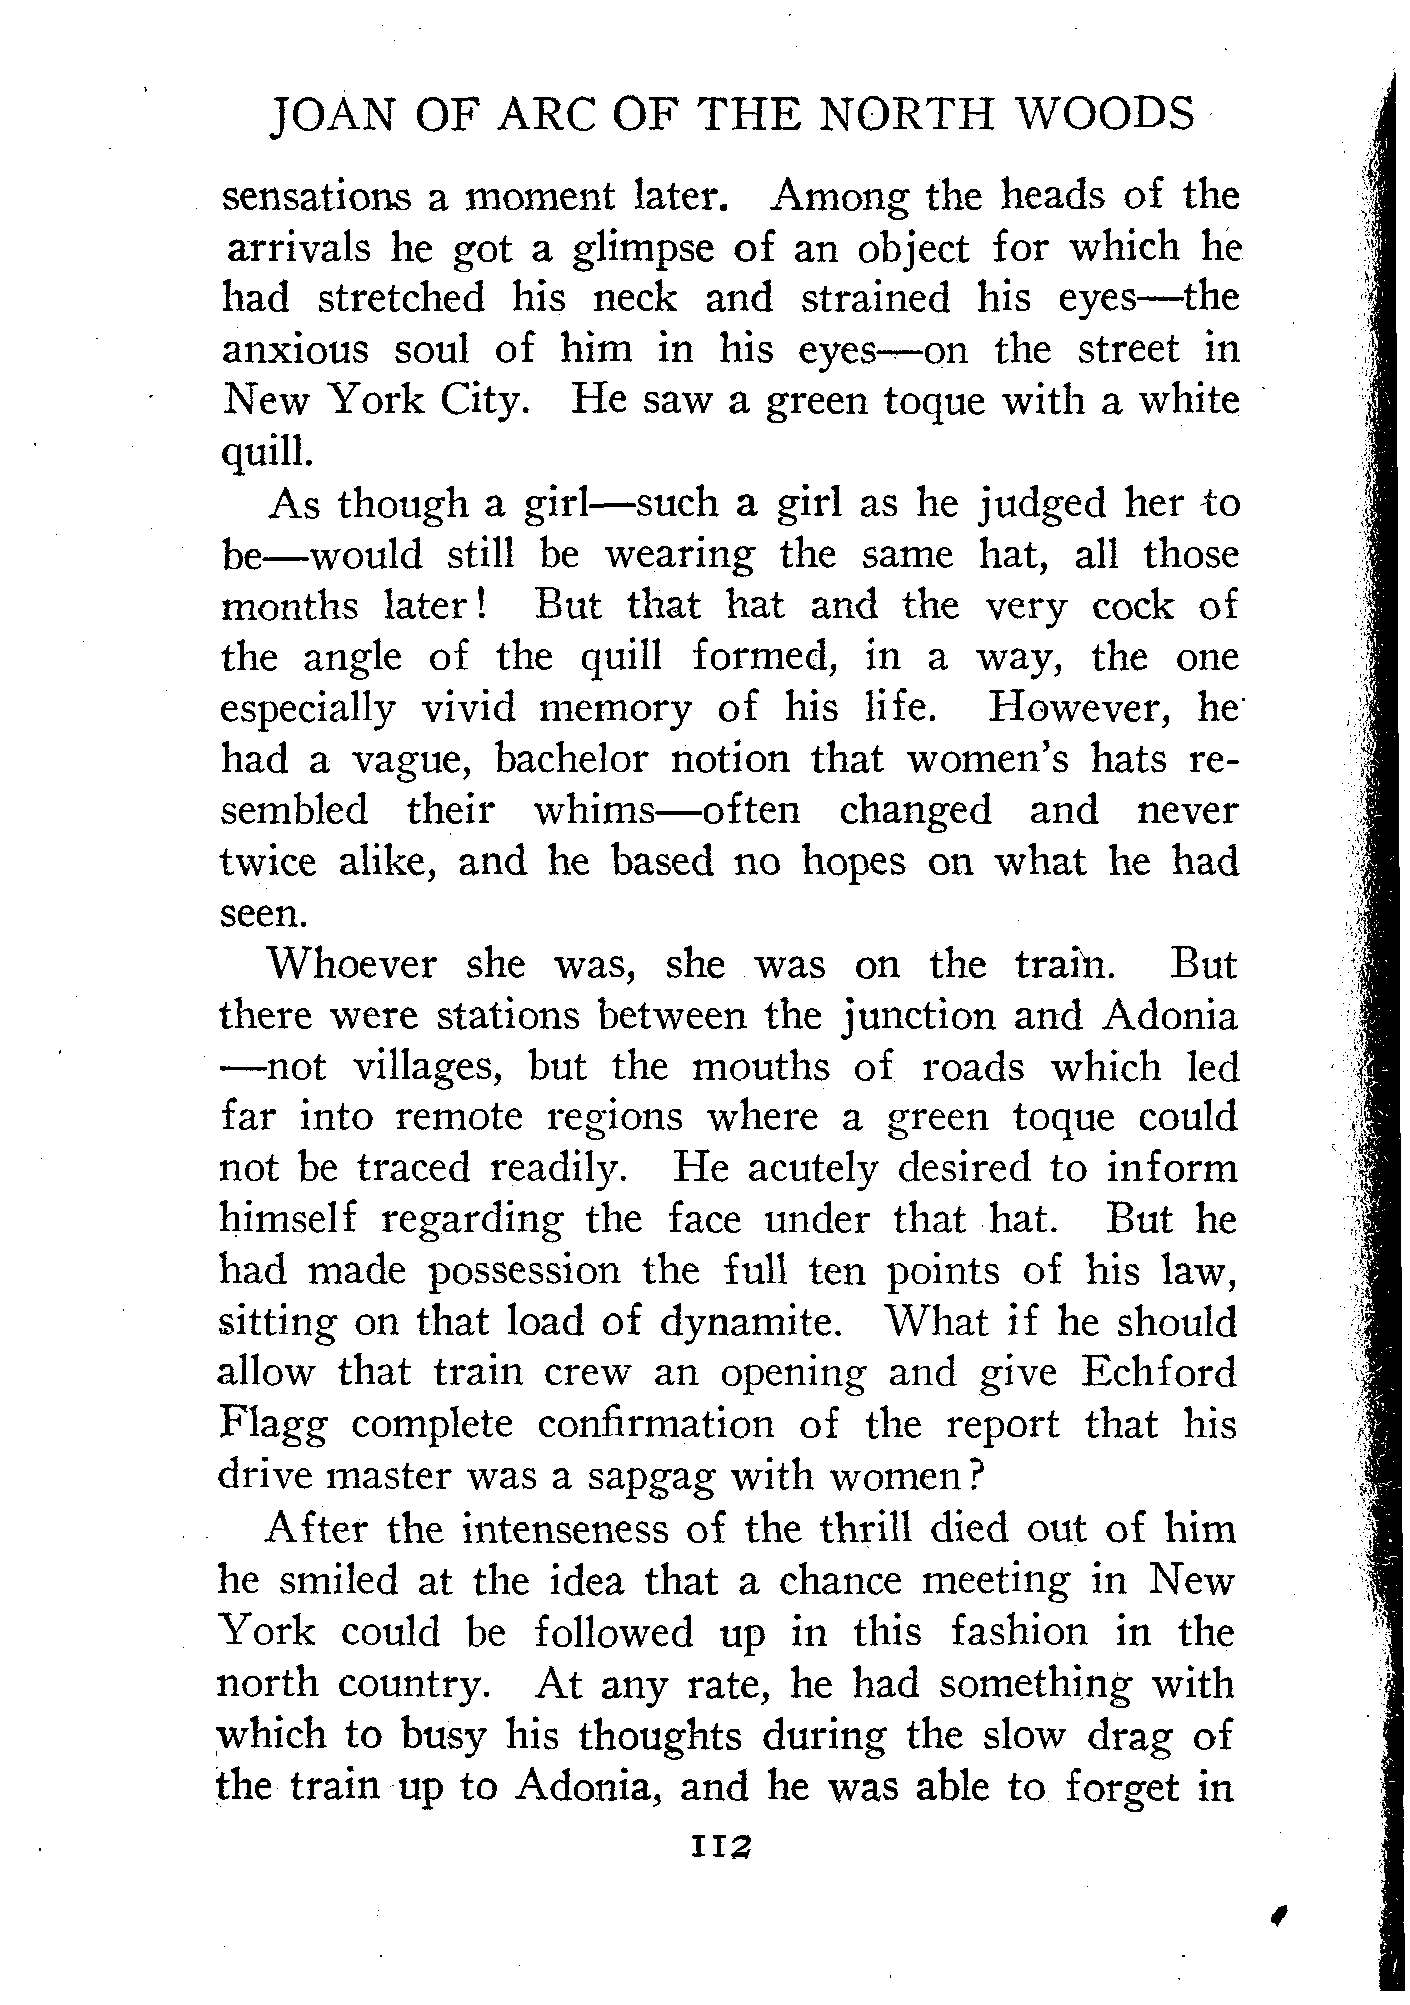 JOAN OF ARC OF THE NORTH WOODS
sensations a moment later. Among the heads of the
arrivals he got a glimpse of an object for which he
had stretched his neck and strained his eyes—the
anxious soul of him in his eyes—on the street in
New York City. He saw a green toque with a white
quill.
As though a girl—such a girl as he judged her to
be—would still be wearing the same hat, all those
months later! But that hat and the very cock of
the angle of the quill formed, in a way, the one
especially vivid memory of his life. However, he
had a vague, bachelor notion that women's hats re-
sembled their whims—often changed and never
twice alike, and he based no hopes on what he had
seen.
Whoever she was, she was on the train. But
there were stations between the junction and Adonia
—not villages, but the mouths of roads which led
far into remote regions where a green toque could
not be traced readily. He acutely desired to inform
himself regarding the face under that hat. But he
had made possession the full ten points of his law,
sitting on that load of dynamite. What if he should
allow that train crew an opening and give Echford
Flagg complete confirmation of the report that his
drive master was a sapgag with women?
After the intenseness of the thrill died out of him
he smiled at the idea that a chance meeting in New
York could be followed up in this fashion in the
north country. At any rate, he had something with
which to busy his thoughts during the slow drag of
the train up to Adonia, and he was able to forget in
112